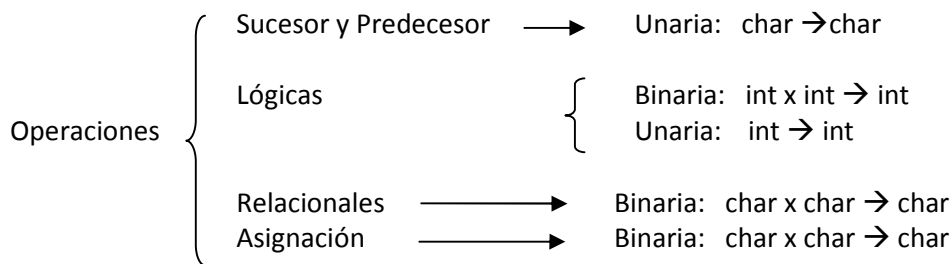 Sucesor y Predecesor → Unaria: char → char
Lógicas Binaria: int x int → int
Operaciones Unaria: int → int
Relacionales → Binaria: char x char → char
Asignación → Binaria: char x char → char